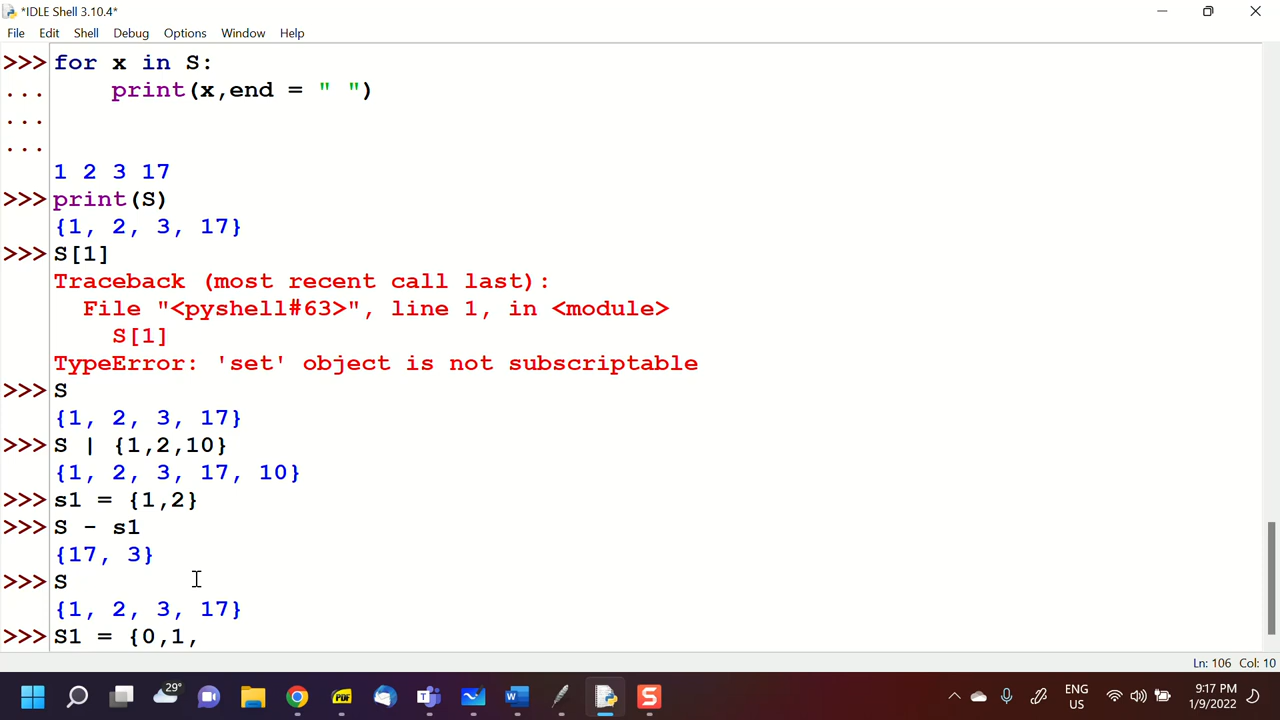 *IDLE Shell 3.10.4*
File Edit Shell Debug Options Window Help
>>> for x in S:
... print(x,end = " ")
...
...
1 2 3 17
>>> print(S)
{1, 2, 3, 17}
>>> S[1]
Traceback (most recent call last):
File "<pyshell#63>", line 1, in <module>
S[1]
TypeError: 'set' object is not subscriptable
>>> S
{1, 2, 3, 17}
>>> S | {1,2,10}
{1, 2, 3, 17, 10}
>>> s1 = {1,2}
>>> S - s1
{17, 3}
>>> S
{1, 2, 3, 17}
>>> S1 = {0,1,
Ln: 106 Col: 10
29°
PDF
W
S
ENG
US
9:17 PM
1/9/2022